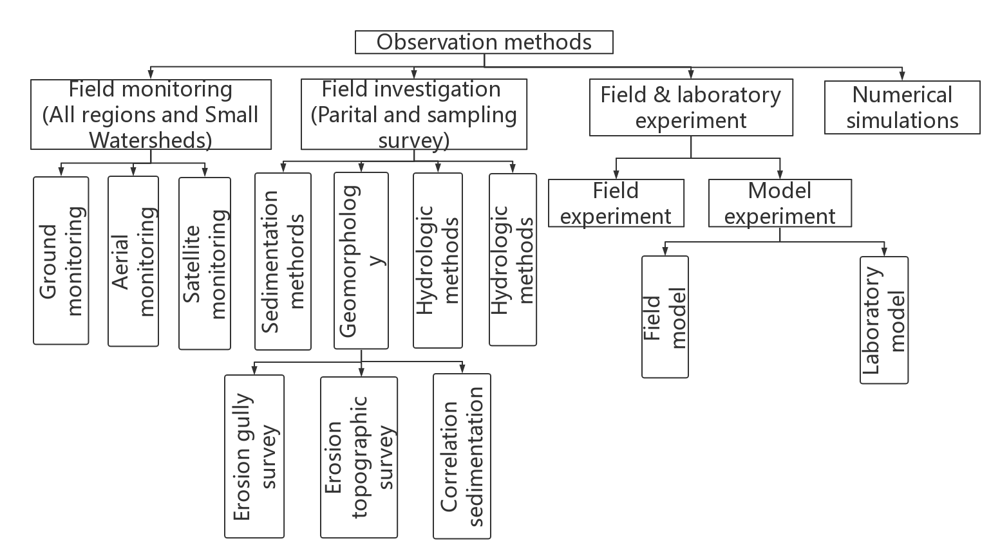 Observation methods
Field monitoring
(All regions and Small
Watersheds)
Field investigation
(Parital and sampling
survey)
Field & laboratory
experiment
Numerical
simulations
Ground
monitoring
Aerial
monitoring
Satellite
monitoring
Sedimentation
methords
Geomorpholog
y
Hydrologic
methods
Hydrologic
methods
Field
experiment
Model
experiment
Field
model
Laboratory
model
Erosion gully
survey
Erosion
topographic
survey
Correlation
sedimentation